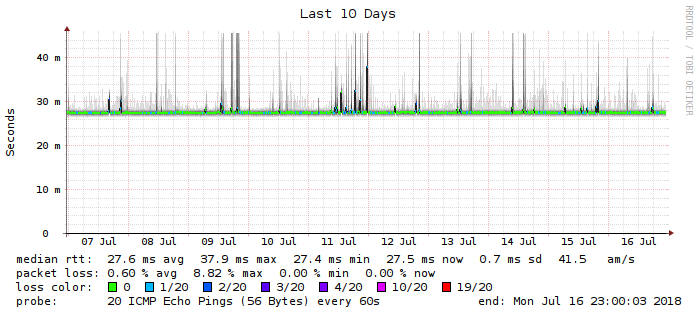 Last 10 Days
RRDTOOL / TOBI OETIKER
Seconds
40 m
30 m
20 m
10 m
0
07 Jul 08 Jul 09 Jul 10 Jul 11 Jul 12 Jul 13 Jul 14 Jul 15 Jul 16 Jul
median rtt: 27.6 ms avg 37.9 ms max 27.4 ms min 27.5 ms now 0.7 ms sd 41.5 am/s
packet loss: 0.60 % avg 8.82 % max 0.00 % min 0.00 % now
loss color: 0 1/20 2/20 3/20 4/20 10/20 19/20
probe: 20 ICMP Echo Pings (56 Bytes) every 60s end: Mon Jul 16 23:00:03 2018